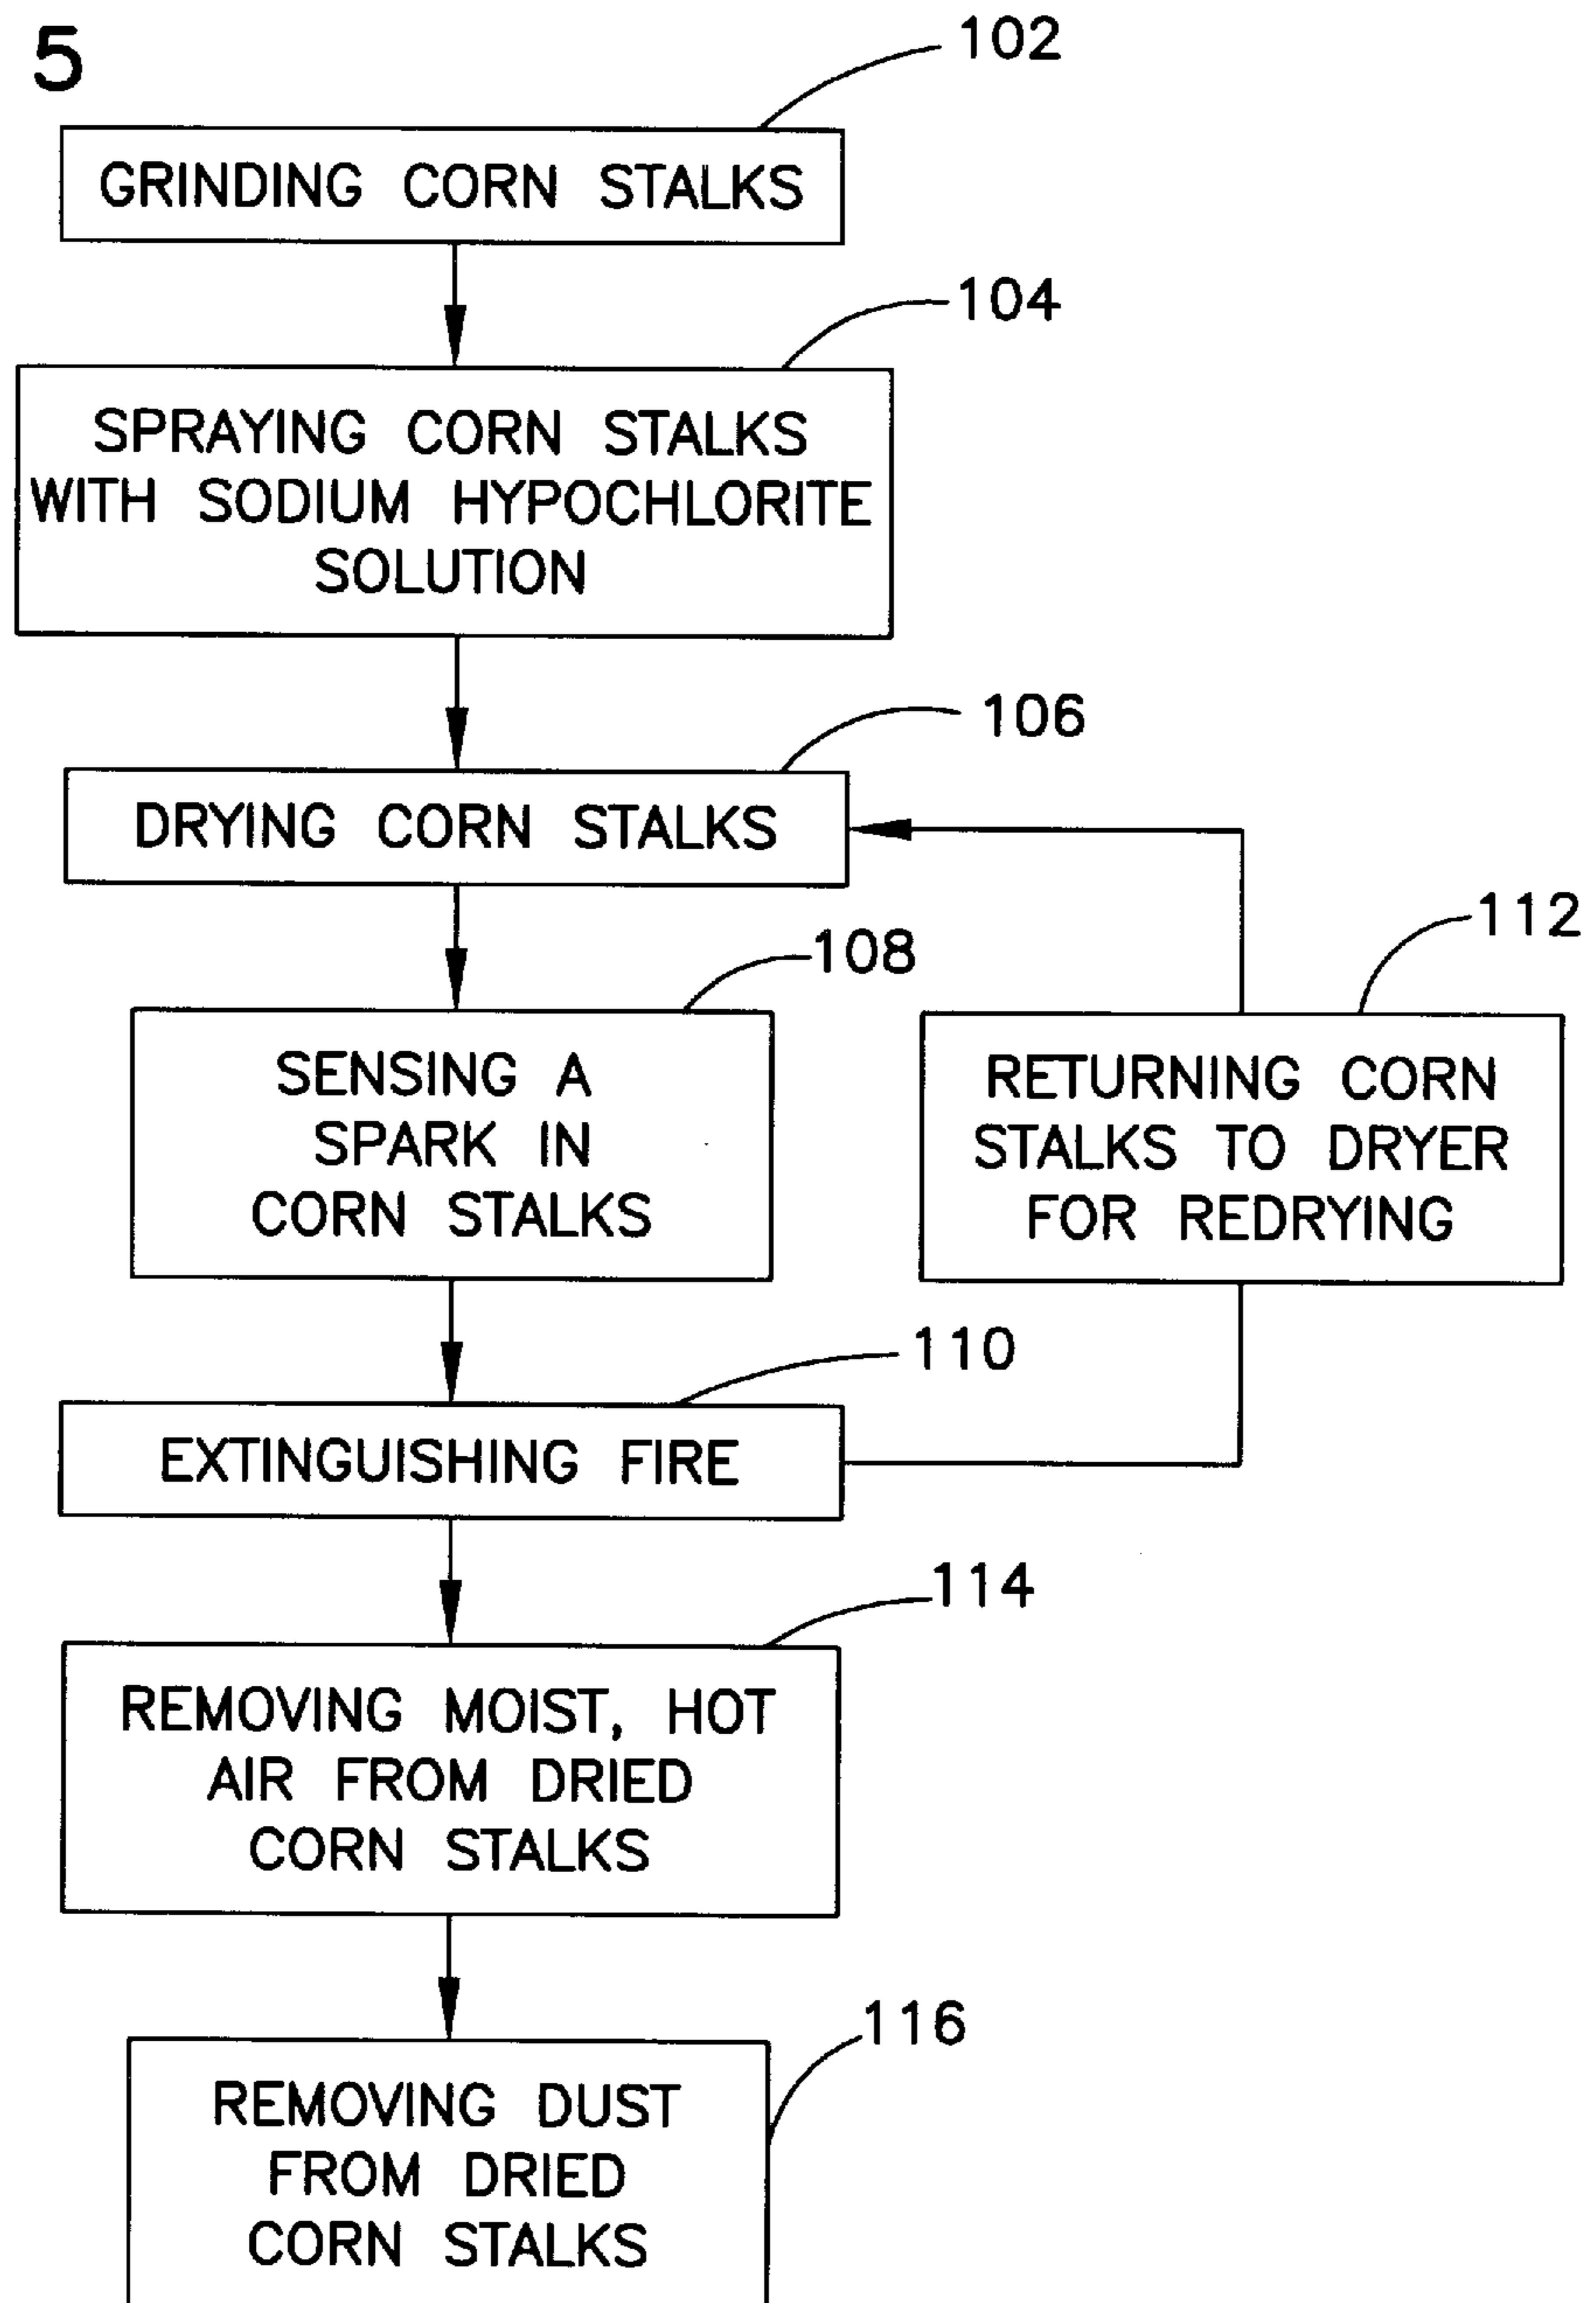 5
102
GRINDING CORN STALKS
104
SPRAYING CORN STALKS
WITH SODIUM HYPOCHLORITE
SOLUTION
106
DRYING CORN STALKS
108
SENSING A
SPARK IN
CORN STALKS
112
RETURNING CORN
STALKS TO DRYER
FOR REDRYING
110
EXTINGUISHING FIRE
114
REMOVING MOIST, HOT
AIR FROM DRIED
CORN STALKS
116
REMOVING DUST
FROM DRIED
CORN STALKS